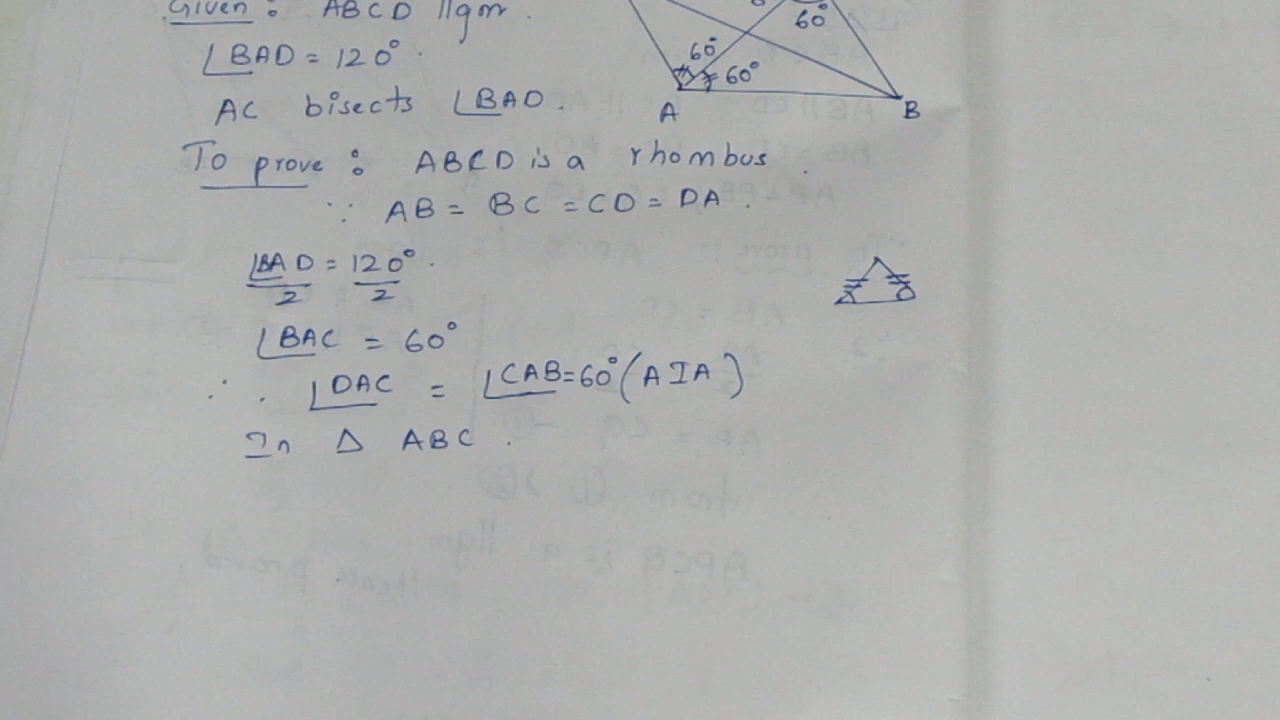 Given : ABCD ||gm.
60°
∠BAD = 120°.
60°
60°
AC bisects ∠BAD.
A
B
To prove : ABCD is a rhombus.
∵ AB = BC = CD = DA.
∠BAD/2 = 120°/2.
∠BAC = 60°
∴ ∠DAC = ∠CAB=60° (AIA)
In Δ ABC.